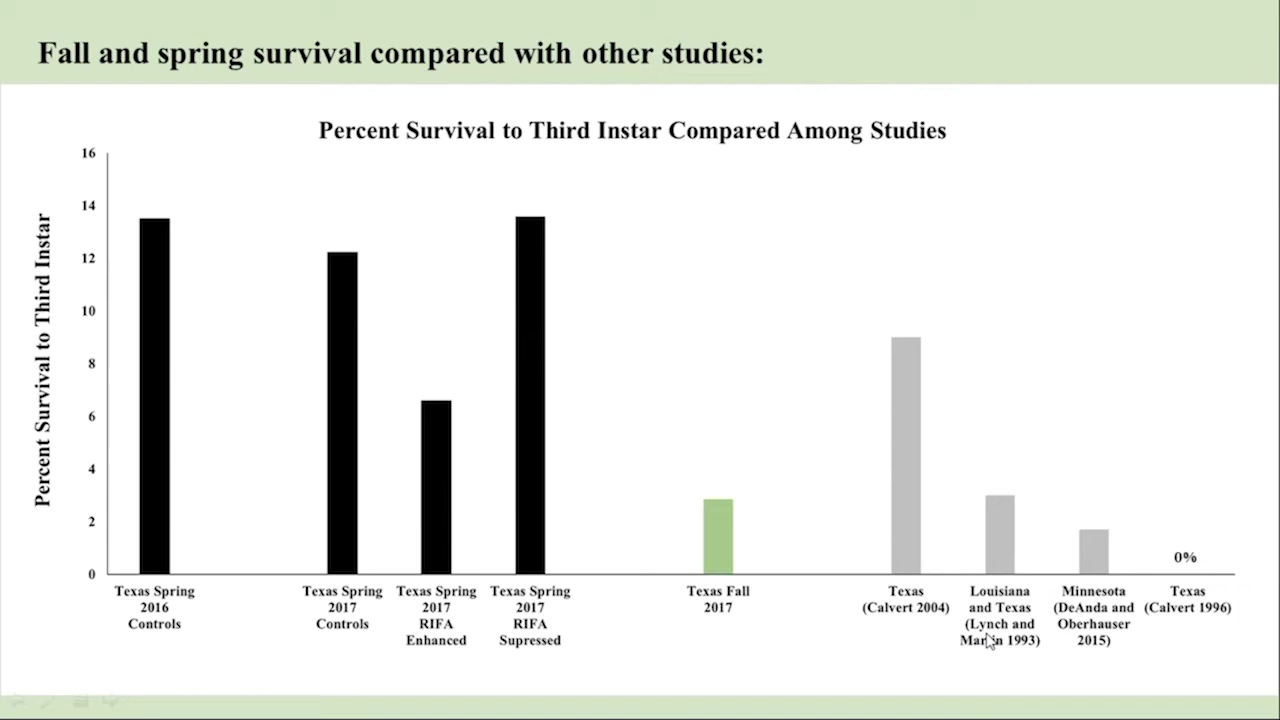 Fall and spring survival compared with other studies:
Percent Survival to Third Instar Compared Among Studies
Percent Survival to Third Instar
16
14
12
10
8
6
4
2
0
0%
Texas Spring
2016
Controls
Texas Spring
2017
Controls
Texas Spring
2017
RIFA
Enhanced
Texas Spring
2017
RIFA
Supressed
Texas Fall
2017
Texas
(Calvert 2004)
Louisiana
and Texas
(Lynch and
Martin 1993)
Minnesota
(DeAnda and
Oberhauser
2015)
Texas
(Calvert 1996)